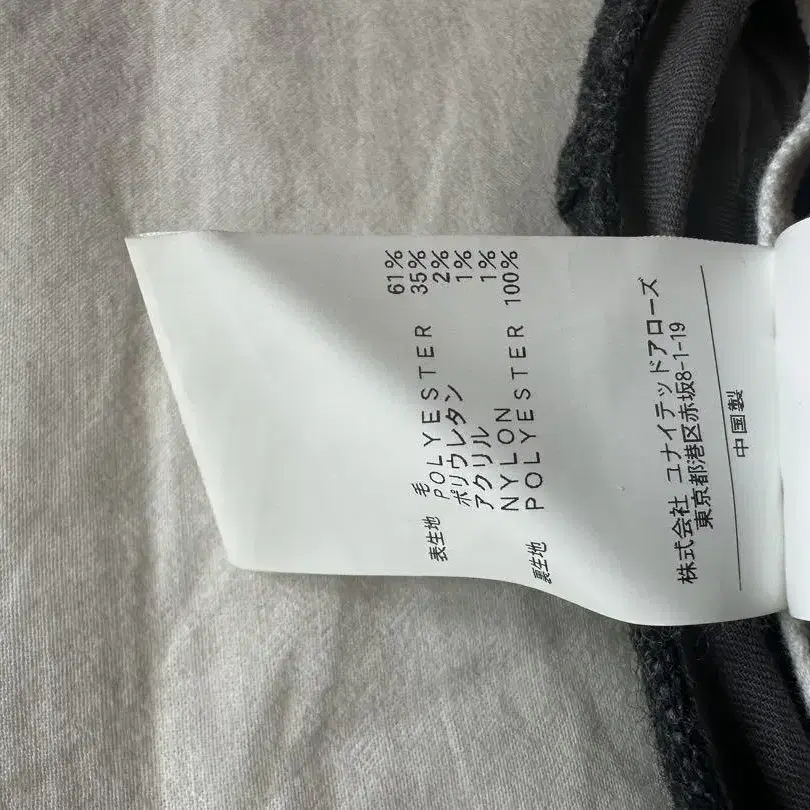 表生地 毛 61%
POLYESTER 35%
ポリウレタン 2%
アクリル 1%
NYLON 1%
裏生地 POLYESTER 100%
株式会社 ユナイテッドアローズ
東京都港区赤坂8-1-19
中国製